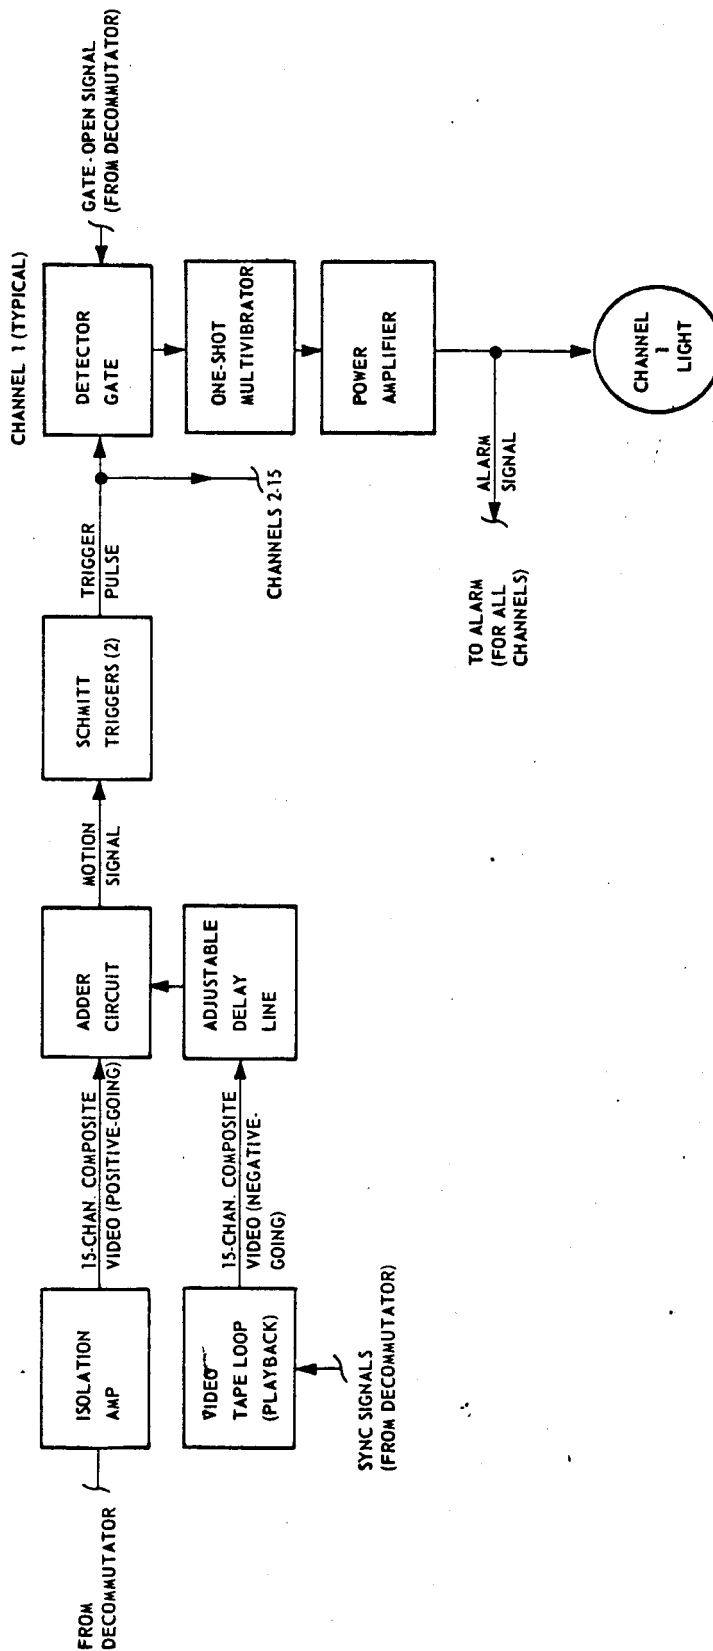 FROM
DECOMMUTATOR
ISOLATION
AMP
15-CHAN. COMPOSITE
VIDEO (POSITIVE-GOING)
ADDER
CIRCUIT
MOTION
SIGNAL
SCHMITT
TRIGGERS (2)
TRIGGER
PULSE
CHANNEL 1 (TYPICAL)
DETECTOR
GATE
GATE-OPEN SIGNAL
(FROM DECOMMUTATOR)
VIDEO
TAPE LOOP
(PLAYBACK)
15-CHAN. COMPOSITE
VIDEO (NEGATIVE-
GOING)
ADJUSTABLE
DELAY
LINE
CHANNELS 2-15
ONE-SHOT
MULTIVIBRATOR
SYNC SIGNALS
(FROM DECOMMUTATOR)
POWER
AMPLIFIER
TO ALARM
(FOR ALL
CHANNELS)
ALARM
SIGNAL
CHANNEL
1
LIGHT